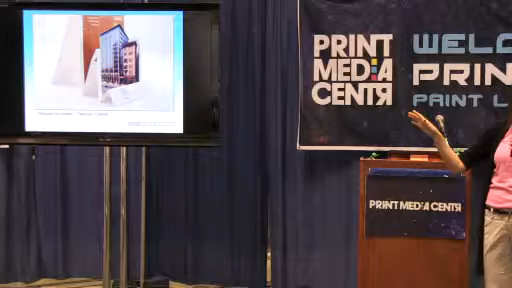 PRINT
MEDIA
CENTR
WELC
PRIN
PAINT L
PRINT MEDIA CENTR